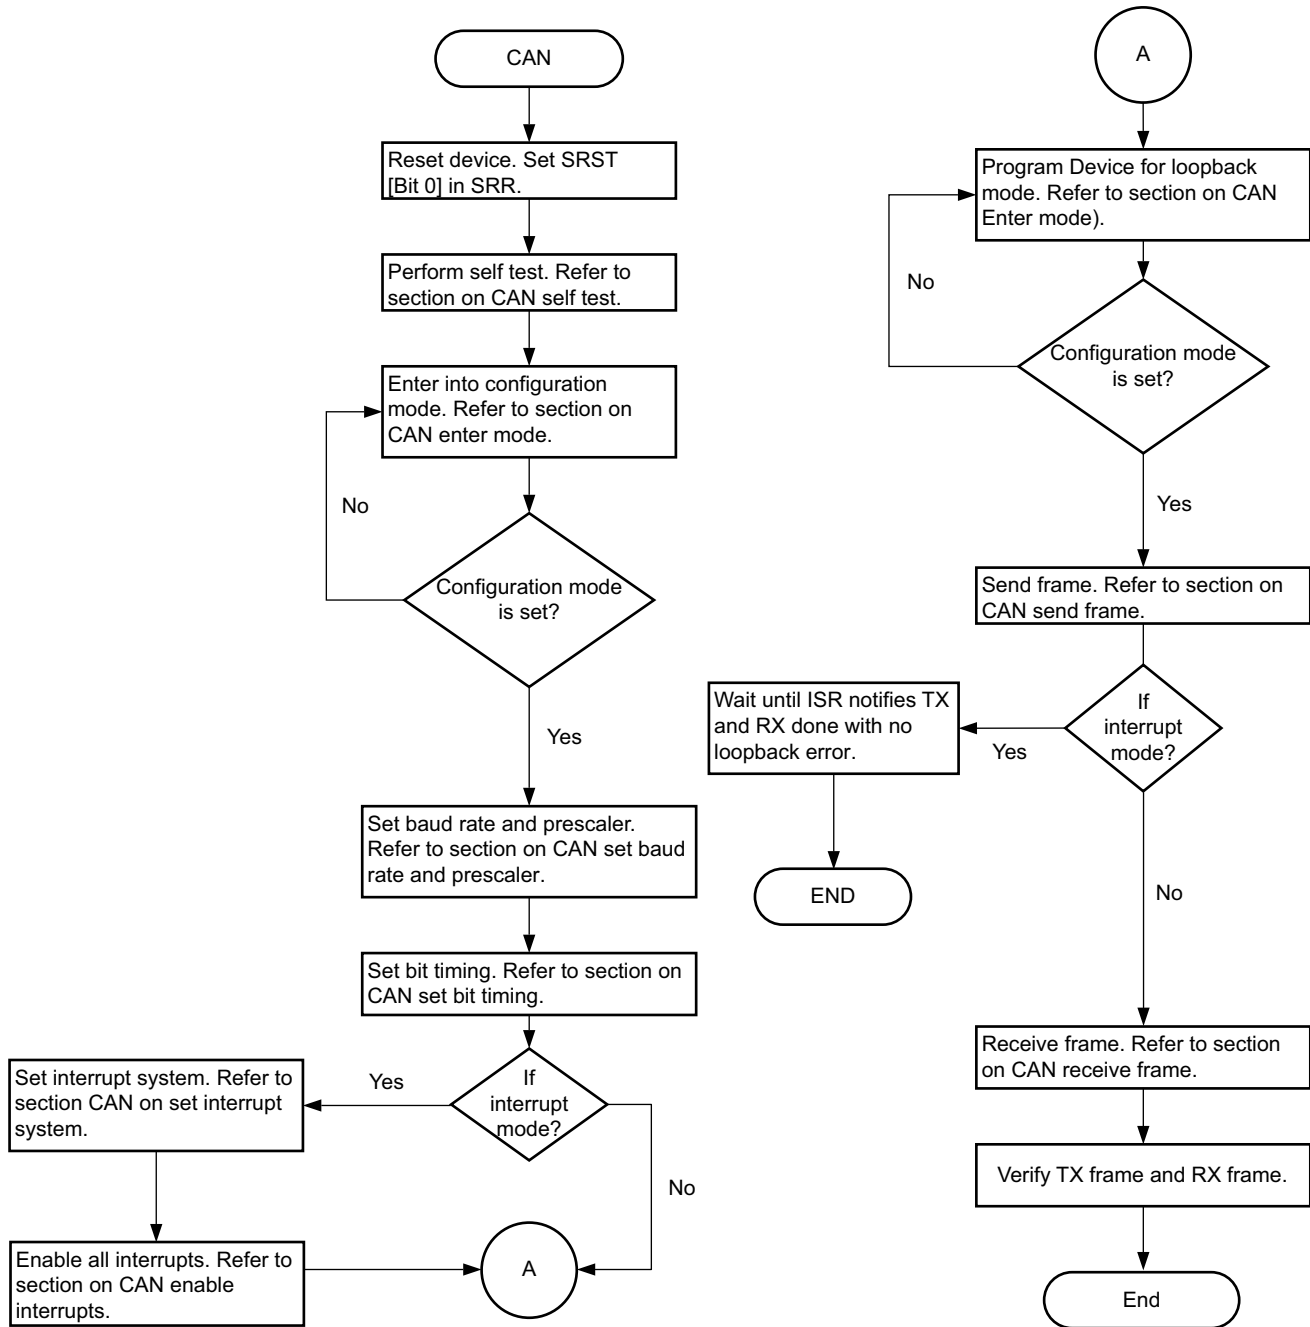 CAN
Reset device. Set SRST
[Bit 0] in SRR.
Perform self test. Refer to
section on CAN self test.
Enter into configuration
mode. Refer to section on
CAN enter mode.
No
Configuration mode
is set?
Yes
Set baud rate and prescaler.
Refer to section on CAN set baud
rate and prescaler.
Set bit timing. Refer to section on
CAN set bit timing.
If
interrupt
mode?
Yes
Set interrupt system. Refer to
section CAN on set interrupt
system.
No
Enable all interrupts. Refer to
section on CAN enable
interrupts.
A
A
Program Device for loopback
mode. Refer to section on CAN
Enter mode).
No
Configuration mode
is set?
Yes
Send frame. Refer to section on
CAN send frame.
If
interrupt
mode?
Yes
Wait until ISR notifies TX
and RX done with no
loopback error.
END
No
Receive frame. Refer to section
on CAN receive frame.
Verify TX frame and RX frame.
End